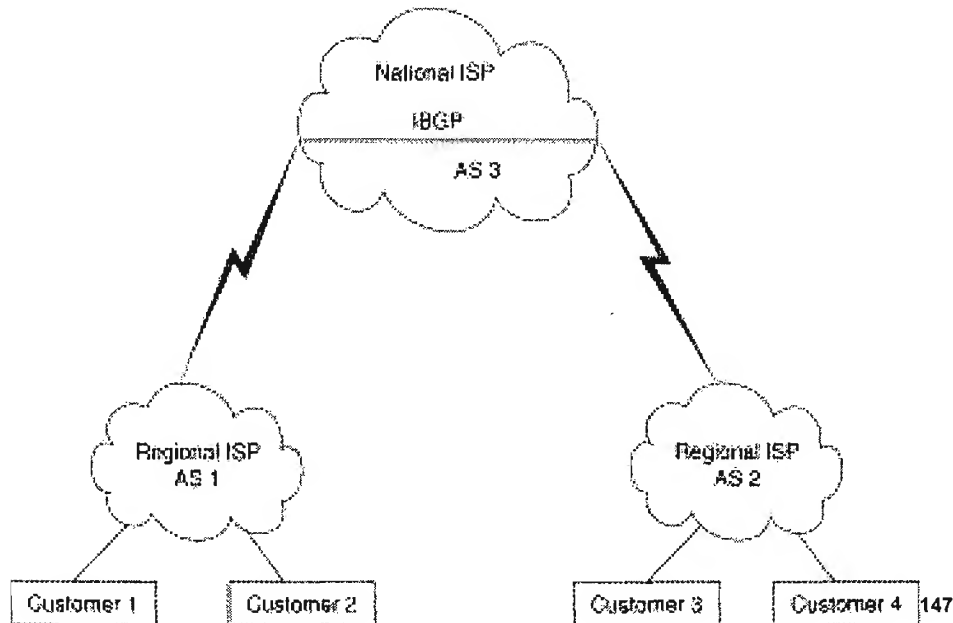 National ISP
IBGP
AS 3
Regional ISP
AS 1
Regional ISP
AS 2
Customer 1
Customer 2
Customer 3
Customer 4
147